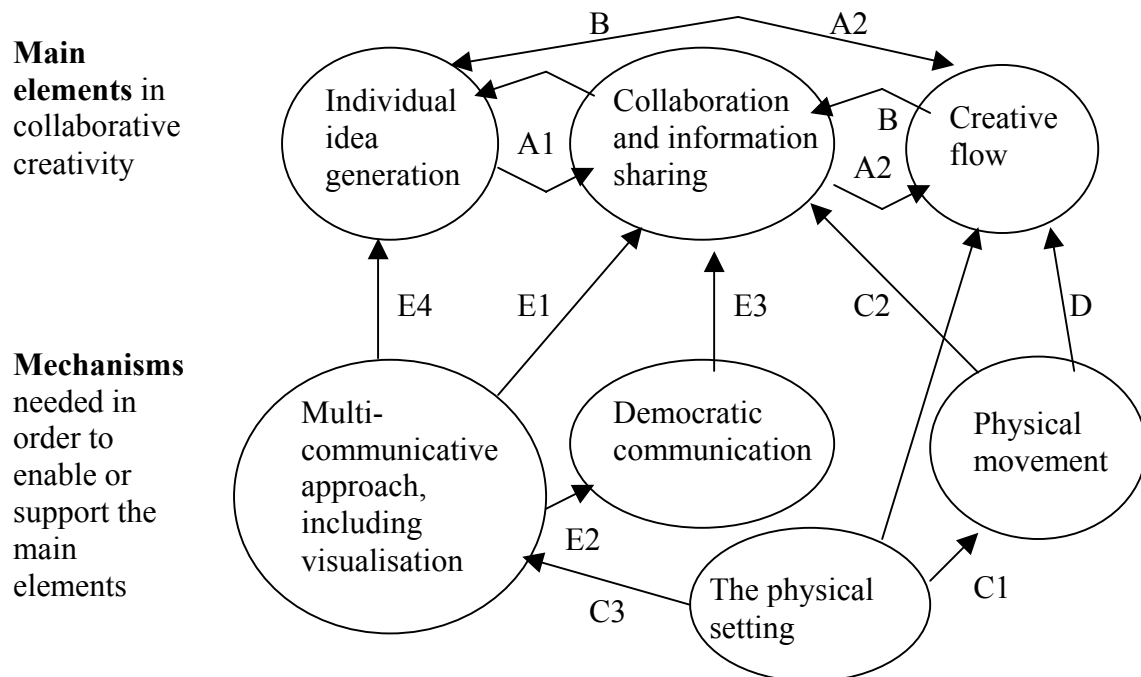 B
A2
Main
elements in
collaborative
creativity
Individual
idea
generation
A1
Collaboration
and information
sharing
B
A2
Creative
flow
E4
E1
E3
C2
D
Mechanisms
needed in
order to
enable or
support the
main
elements
Multi-
communicative
approach,
including
visualisation
Democratic
communication
Physical
movement
E2
C3
The physical
setting
C1